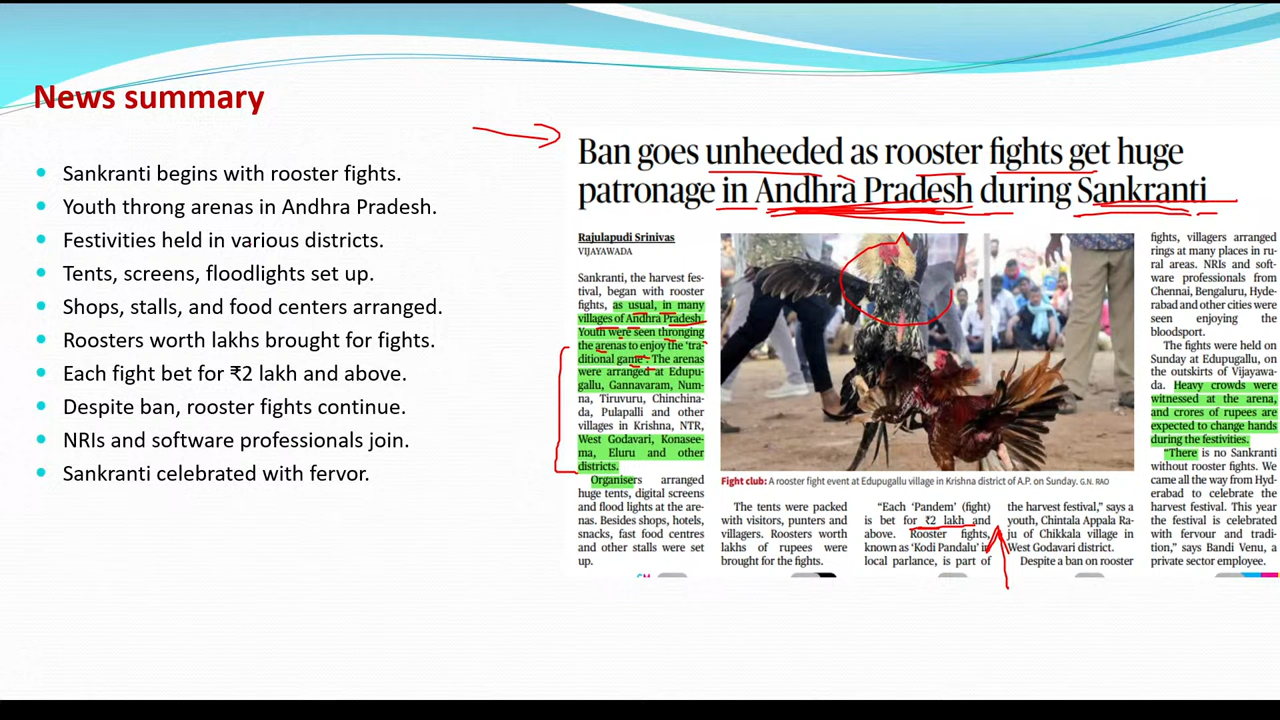 News summary
Sankranti begins with rooster fights.
Youth throng arenas in Andhra Pradesh.
Festivities held in various districts.
Tents, screens, floodlights set up.
Shops, stalls, and food centers arranged.
Roosters worth lakhs brought for fights.
Each fight bet for ₹2 lakh and above.
Despite ban, rooster fights continue.
NRIs and software professionals join.
Sankranti celebrated with fervor.
Ban goes unheeded as rooster fights get huge
patronage in Andhra Pradesh during Sankranti
Rajulapudi Srinivas
VIJAYAWADA
Sankranti, the harvest fes-
tival, began with rooster
fights, as usual, in many
villages of Andhra Pradesh.
Youth were seen thronging
the arenas to enjoy the 'tra-
ditional game'. The arenas
were arranged at Edupu-
gallu, Gannavaram, Nun-
na, Tiruvuru, Chinchina-
da, Pulapalli and other
villages in Krishna, NTR,
West Godavari, Konasee-
ma, Eluru and other
districts.
Organisers arranged
huge tents, digital screens
and flood lights at the are-
nas. Besides shops, hotels,
snacks, fast food centres
and other stalls were set
up.
Fight club: A rooster fight event at Edupugallu village in Krishna district of A.P. on Sunday. G.N. RAO
The tents were packed
with visitors, punters and
villagers. Roosters worth
lakhs of rupees were
brought for the fights.
"Each 'Pandem' (fight)
is bet for ₹2 lakh and
above. Rooster fights,
known as 'Kodi Pandalu' in
local parlance, is part of
the harvest festival," says a
youth, Chintala Appala Ra-
ju of Chikkala village in
West Godavari district.
Despite a ban on rooster
fights, villagers arranged
rings at many places in ru-
ral areas. NRIs and soft-
ware professionals from
Chennai, Bengaluru, Hyde-
rabad and other cities were
seen enjoying the
bloodsport.
The fights were held on
Sunday at Edupugallu, on
the outskirts of Vijayawa-
da. Heavy crowds were
witnessed at the arena,
and crores of rupees are
expected to change hands
during the festivities.
"There is no Sankranti
without rooster fights. We
came all the way from Hyd-
erabad to celebrate the
harvest festival. This year
the festival is celebrated
with fervour and tradi-
tion," says Bandi Venu, a
private sector employee.